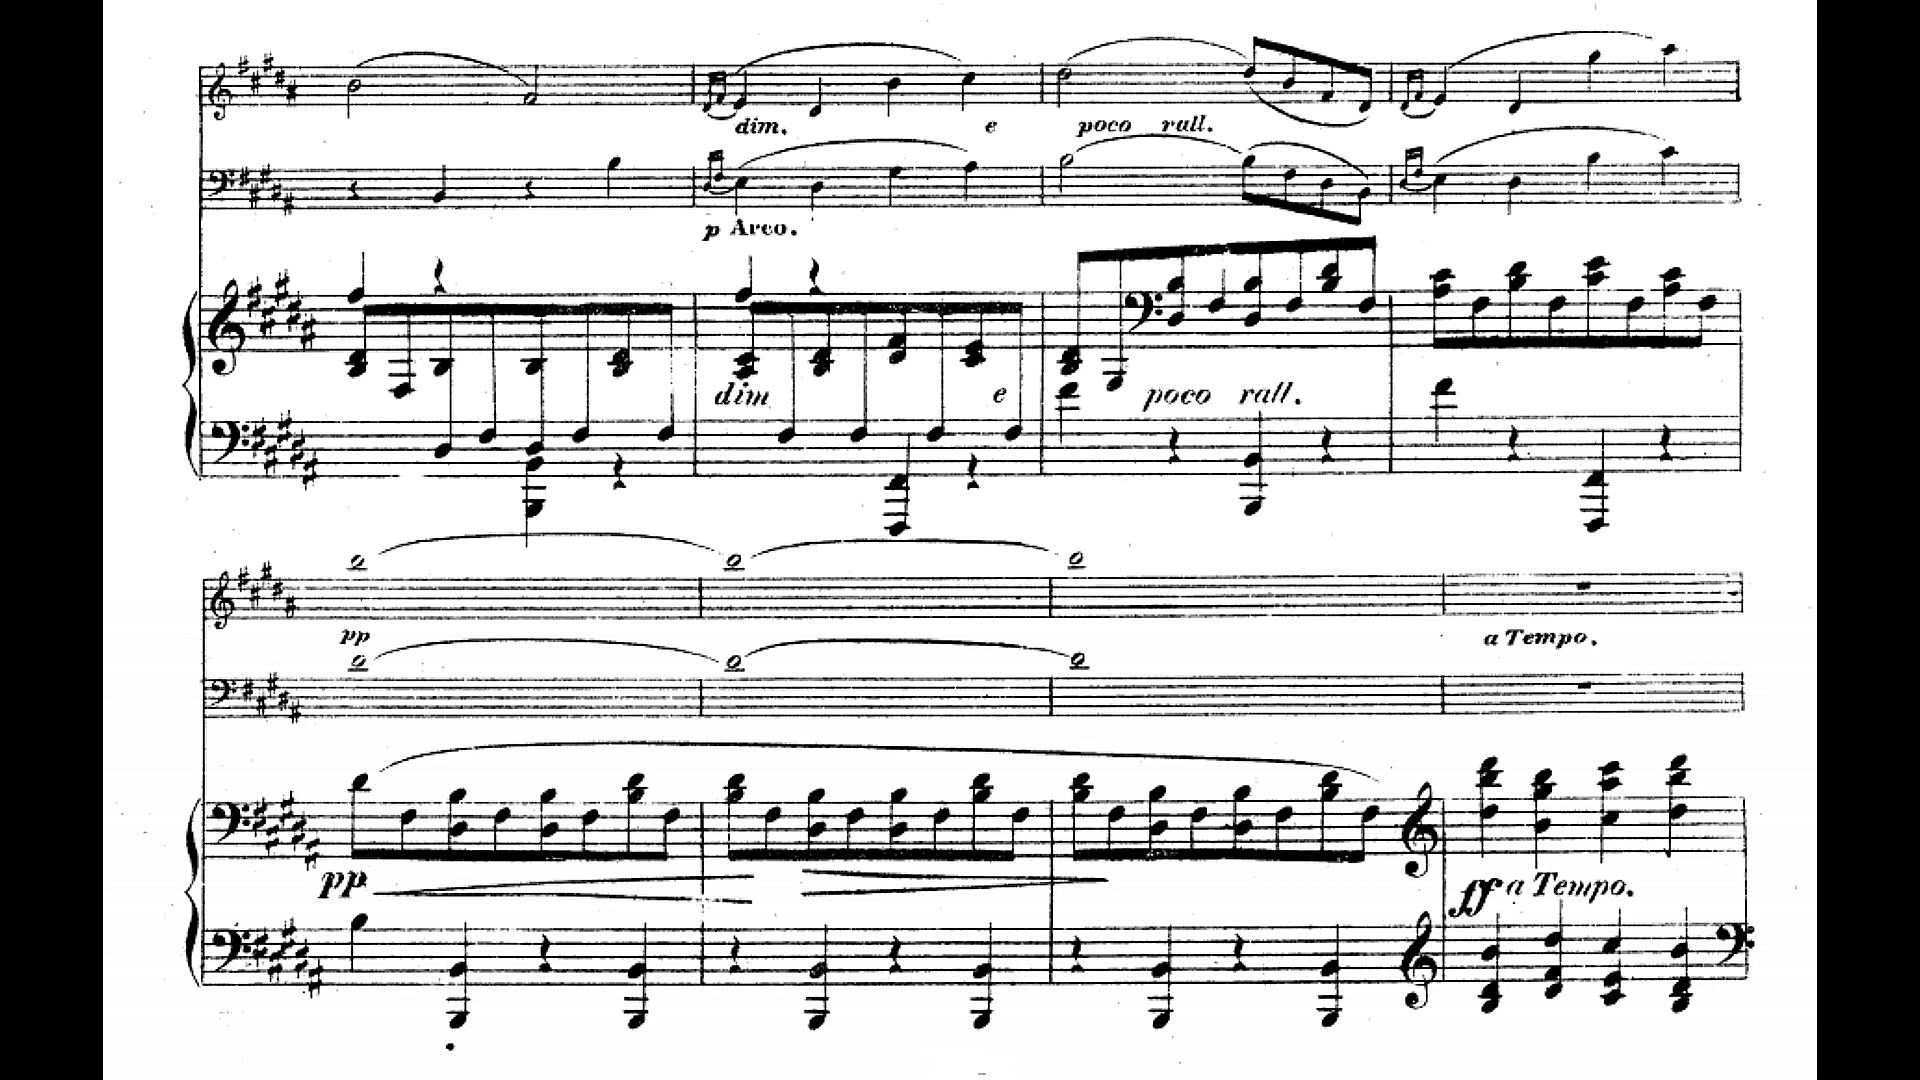 dim. e poco rall.
p Arco.
dim e poco rall.
pp
a Tempo.
pp
ff a Tempo.